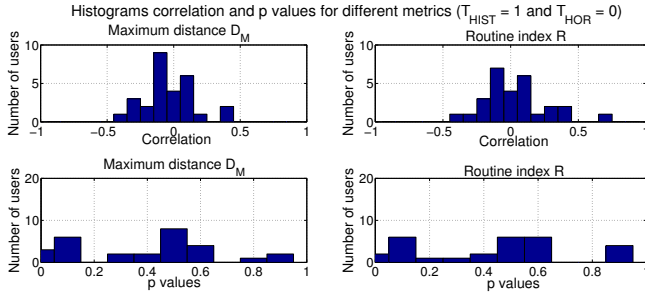 Histograms correlation and p values for different metrics (T_HIST = 1 and T_HOR = 0)
Maximum distance D_M
Routine index R
Number of users
10
5
0
−1
−0.5
0
0.5
1
Correlation
Number of users
10
5
0
−1
−0.5
0
0.5
1
Correlation
Maximum distance D_M
Routine index R
Number of users
20
10
0
0
0.2
0.4
0.6
0.8
1
p values
Number of users
20
10
0
0
0.2
0.4
0.6
0.8
1
p values